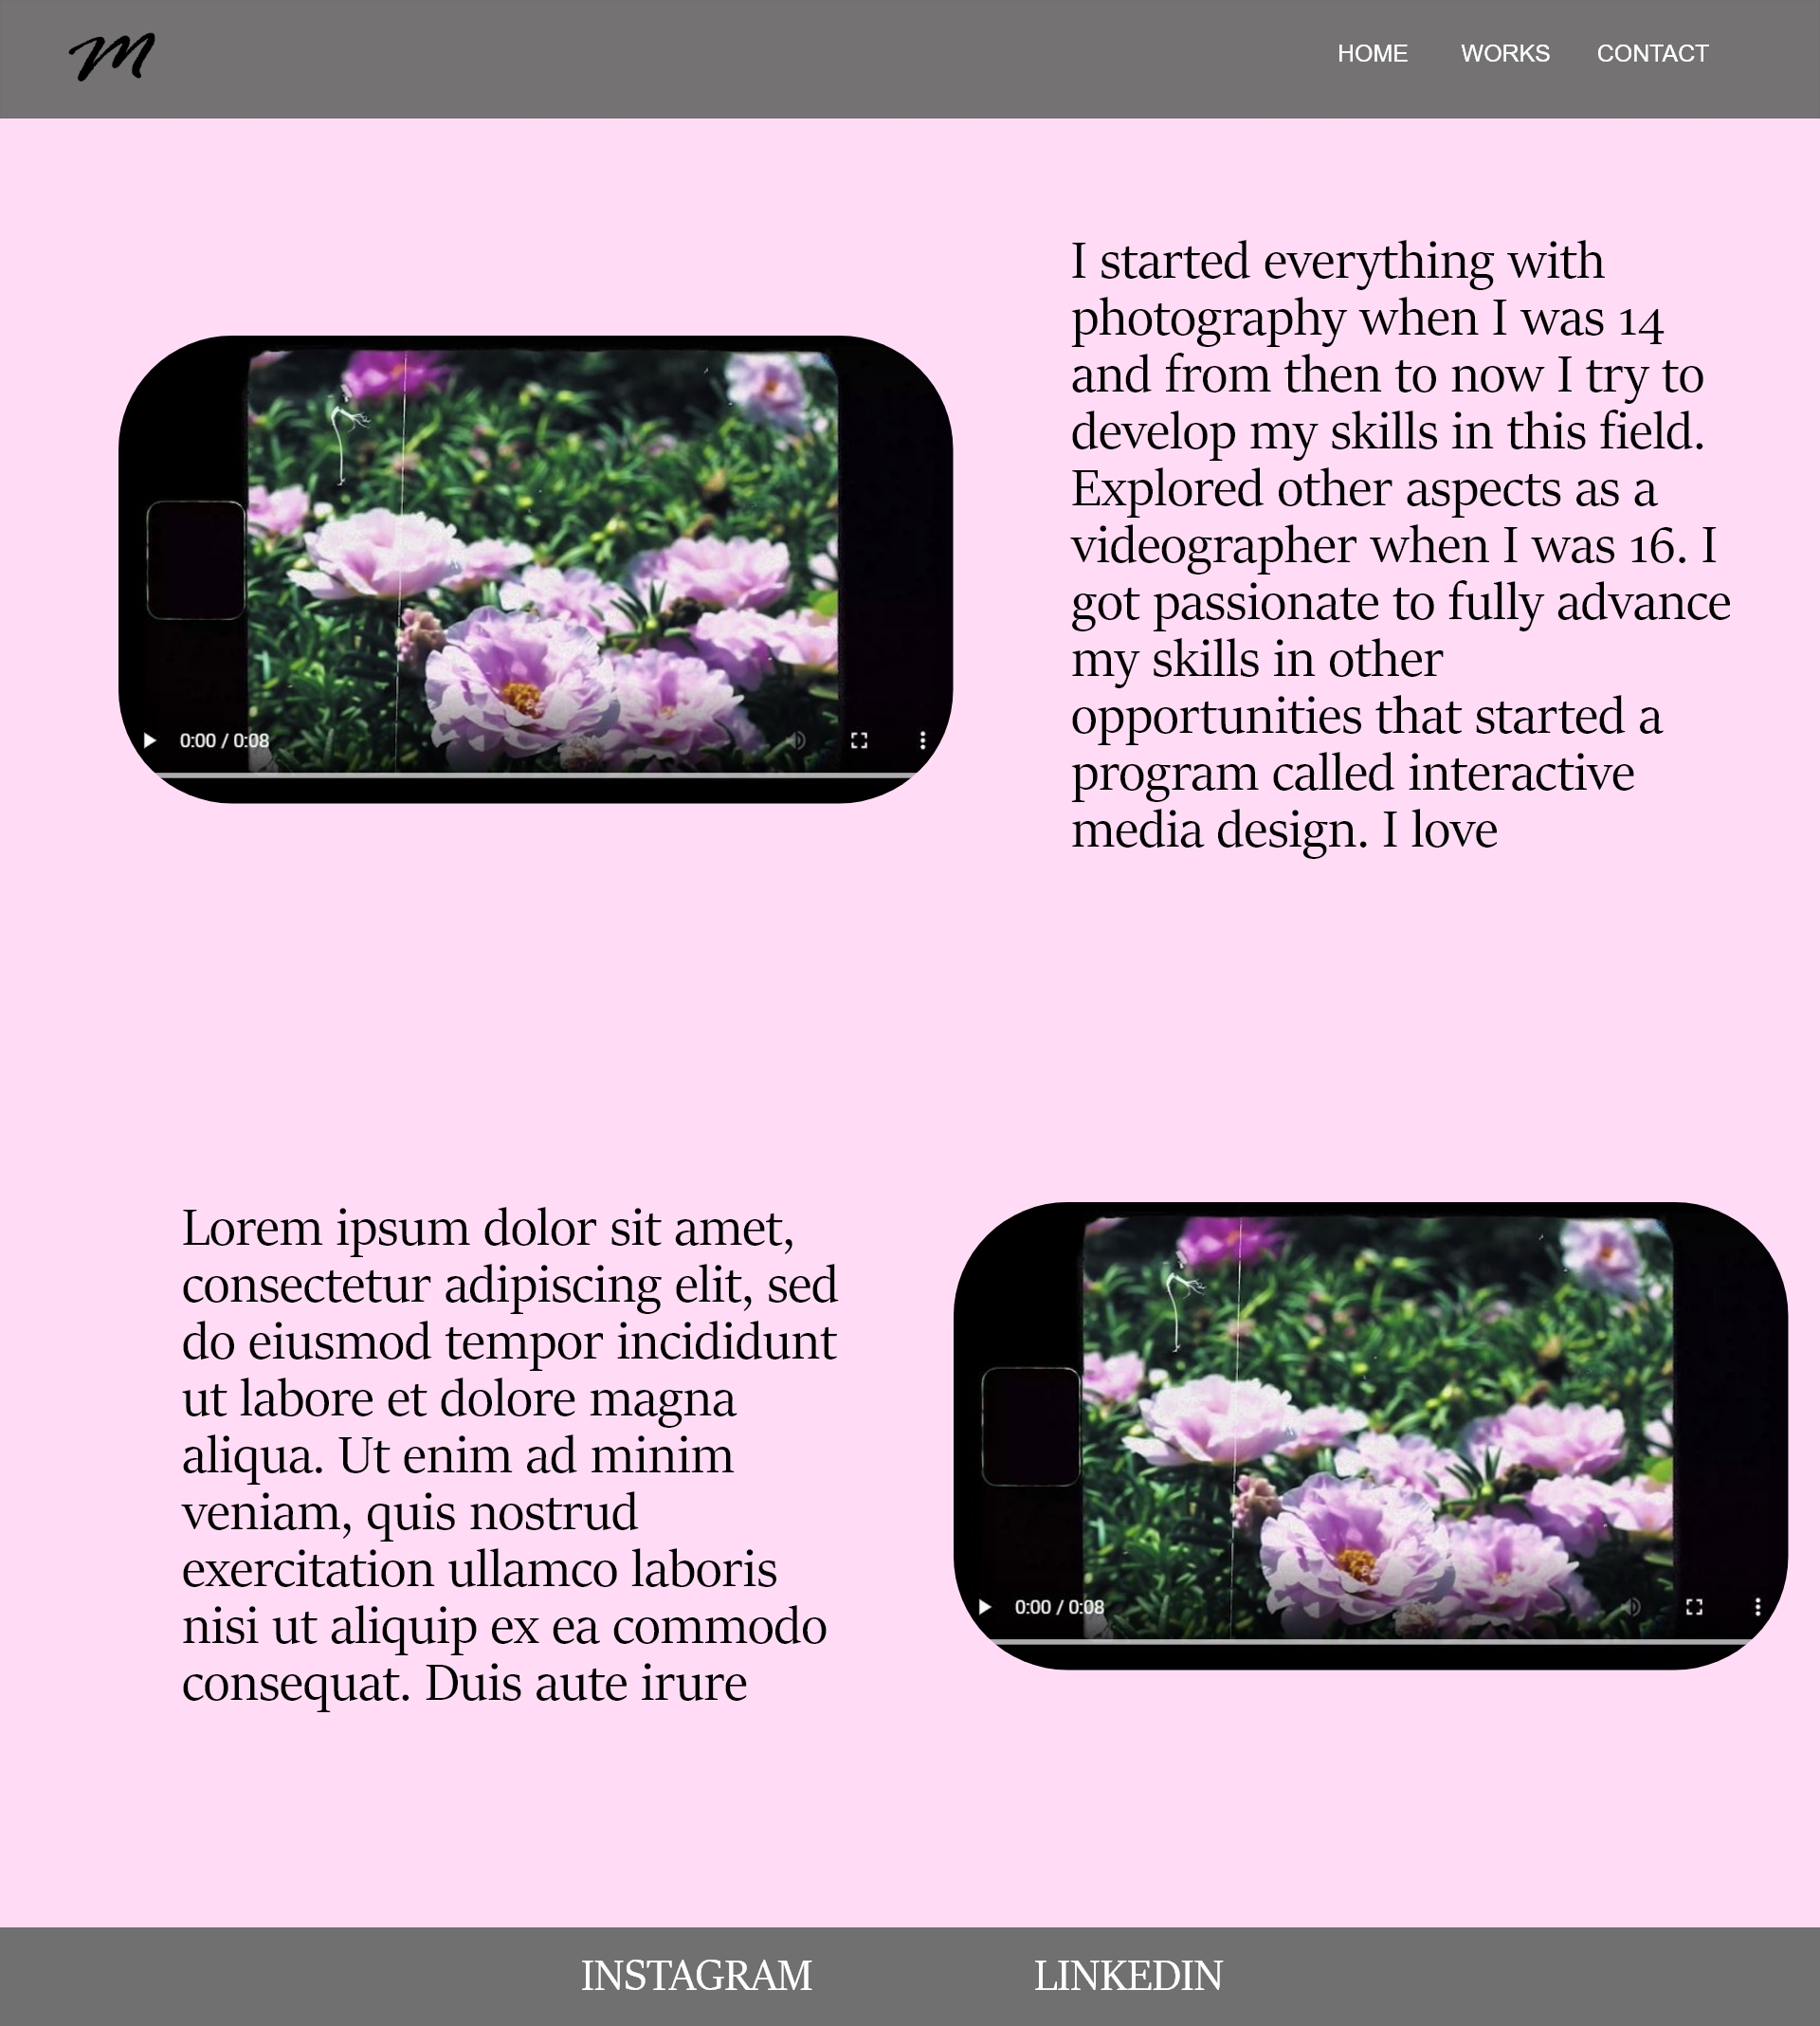 M
HOME WORKS CONTACT
I started everything with
photography when I was 14
and from then to now I try to
develop my skills in this field.
Explored other aspects as a
videographer when I was 16. I
got passionate to fully advance
my skills in other
opportunities that started a
program called interactive
media design. I love
0:00 / 0:08
Lorem ipsum dolor sit amet,
consectetur adipiscing elit, sed
do eiusmod tempor incididunt
ut labore et dolore magna
aliqua. Ut enim ad minim
veniam, quis nostrud
exercitation ullamco laboris
nisi ut aliquip ex ea commodo
consequat. Duis aute irure
0:00 / 0:08
INSTAGRAM LINKEDIN